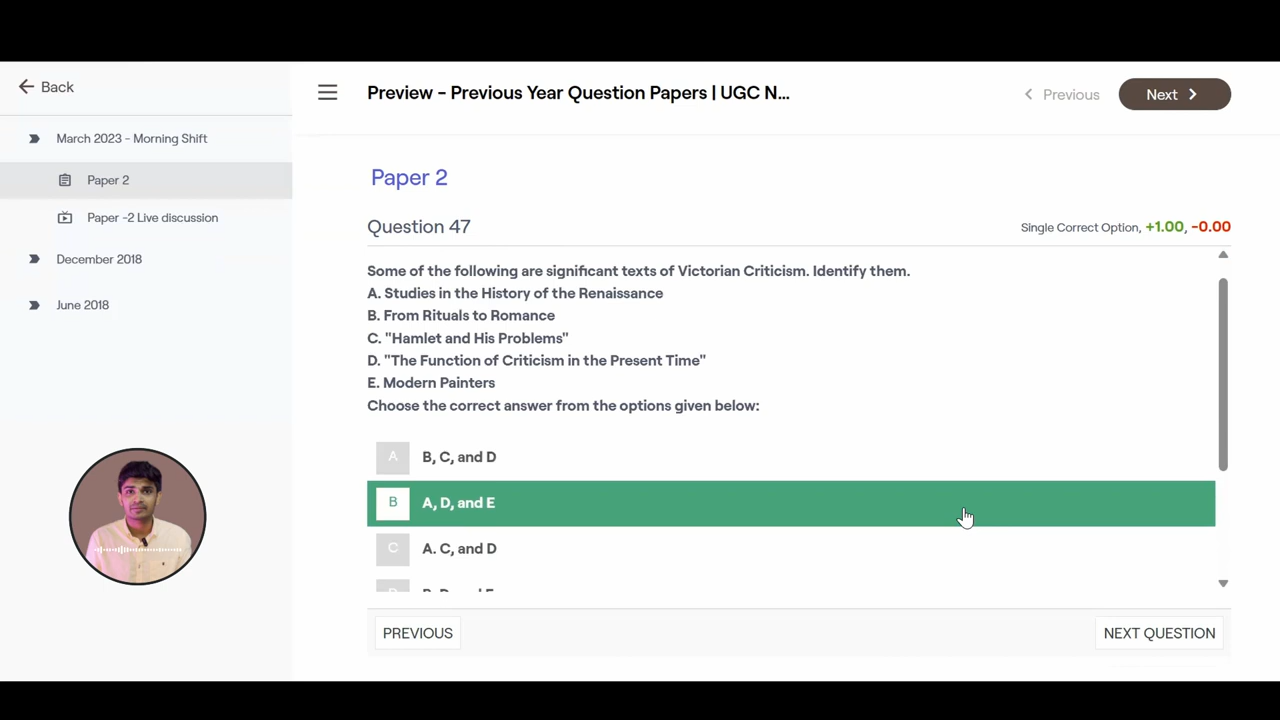 Back
Preview - Previous Year Question Papers | UGC N...
Previous
Next
March 2023 - Morning Shift
Paper 2
Paper -2 Live discussion
December 2018
June 2018
Paper 2
Question 47
Single Correct Option, +1.00, -0.00
Some of the following are significant texts of Victorian Criticism. Identify them.
A. Studies in the History of the Renaissance
B. From Rituals to Romance
C. "Hamlet and His Problems"
D. "The Function of Criticism in the Present Time"
E. Modern Painters
Choose the correct answer from the options given below:
A B, C, and D
B A, D, and E
C A. C, and D
PREVIOUS
NEXT QUESTION